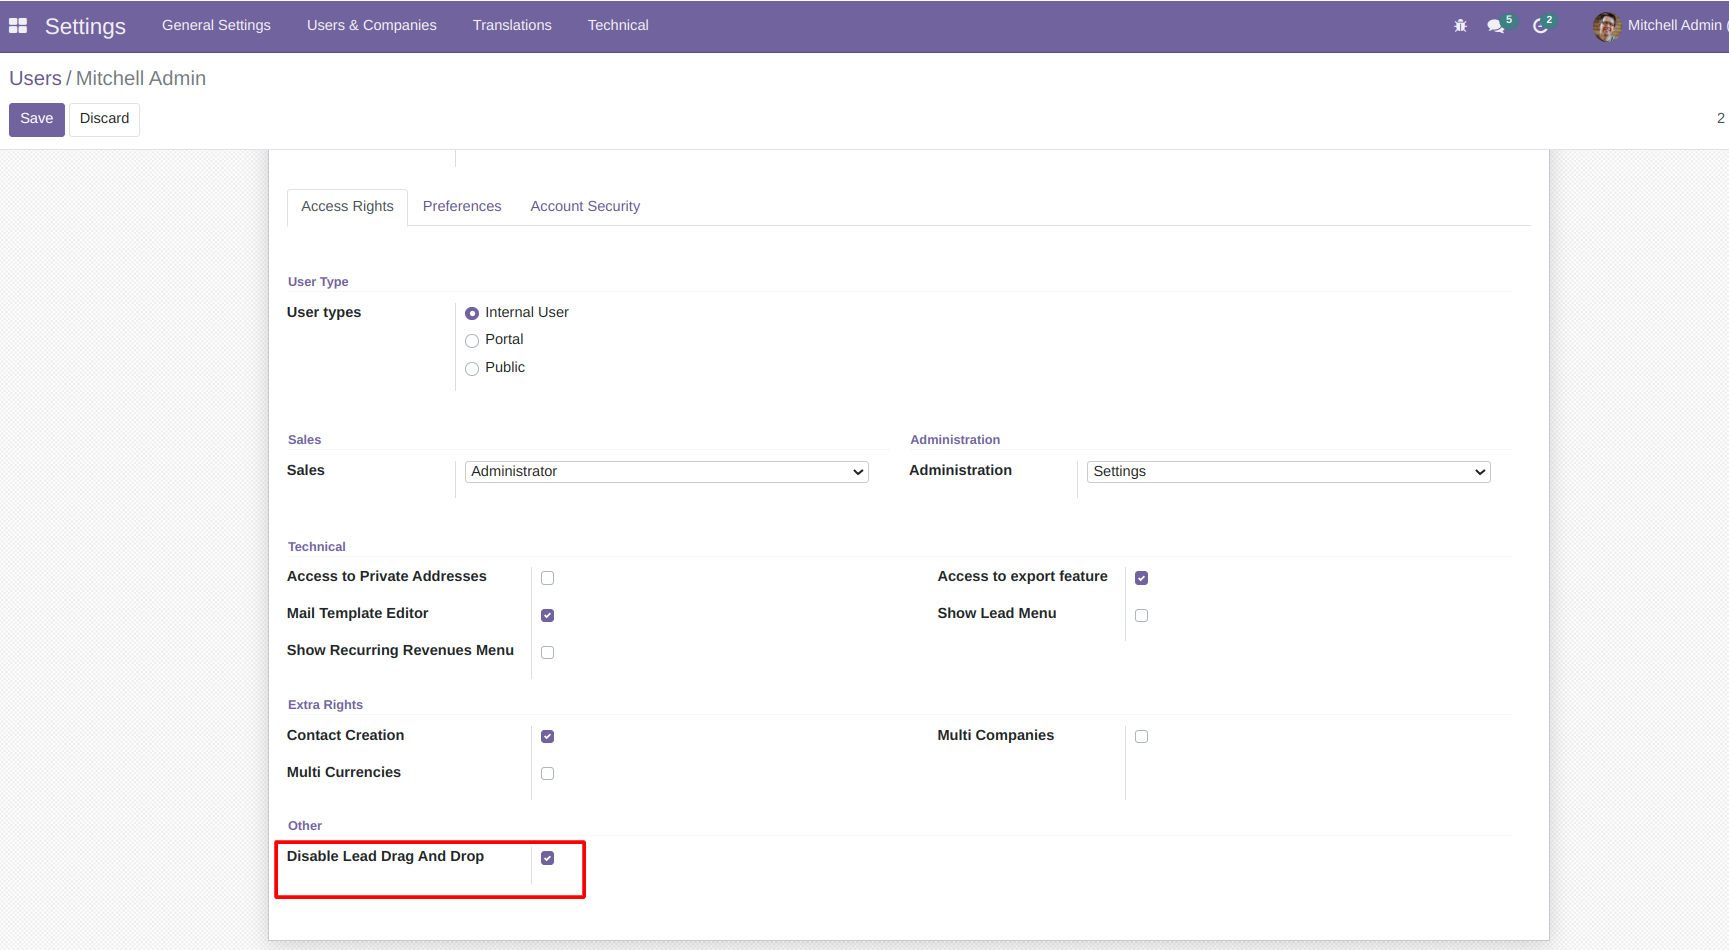 Settings General Settings Users & Companies Translations Technical 5 2 Mitchell Admin (
Users / Mitchell Admin
Save Discard 2
Access Rights Preferences Account Security
User Type
User types Internal User
Portal
Public
Sales Administration
Sales Administrator Administration Settings
Technical
Access to Private Addresses Access to export feature
Mail Template Editor Show Lead Menu
Show Recurring Revenues Menu
Extra Rights
Contact Creation Multi Companies
Multi Currencies
Other
Disable Lead Drag And Drop